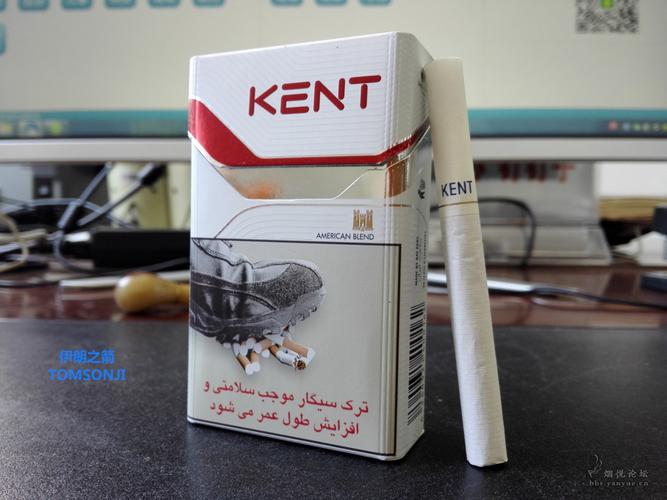 KENT
AMERICAN BLEND
KENT
ترک سیگار موجب سلامتی و
افزایش طول عمر می شود
伊朗之箭
TOMSONJI
烟悦论坛
bbs.yanyue.cn